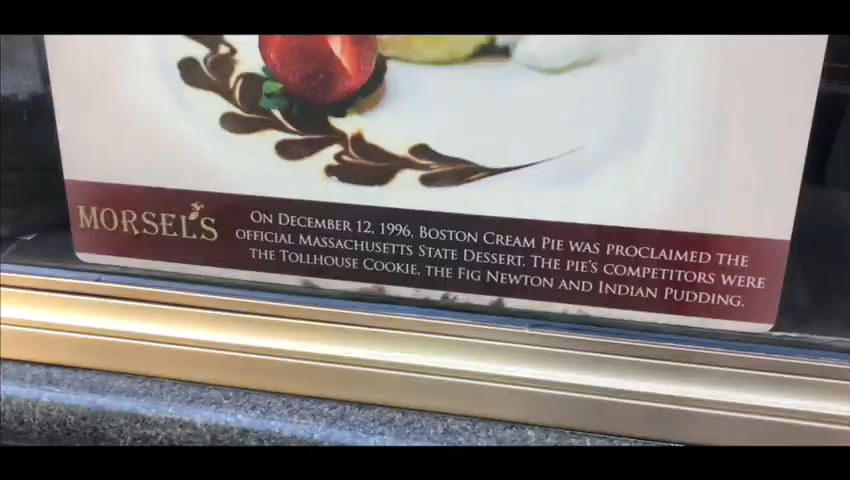 MORSEL'S
ON DECEMBER 12, 1996, BOSTON CREAM PIE WAS PROCLAIMED THE
OFFICIAL MASSACHUSETTS STATE DESSERT. THE PIE'S COMPETITORS WERE
THE TOLLHOUSE COOKIE, THE FIG NEWTON AND INDIAN PUDDING.